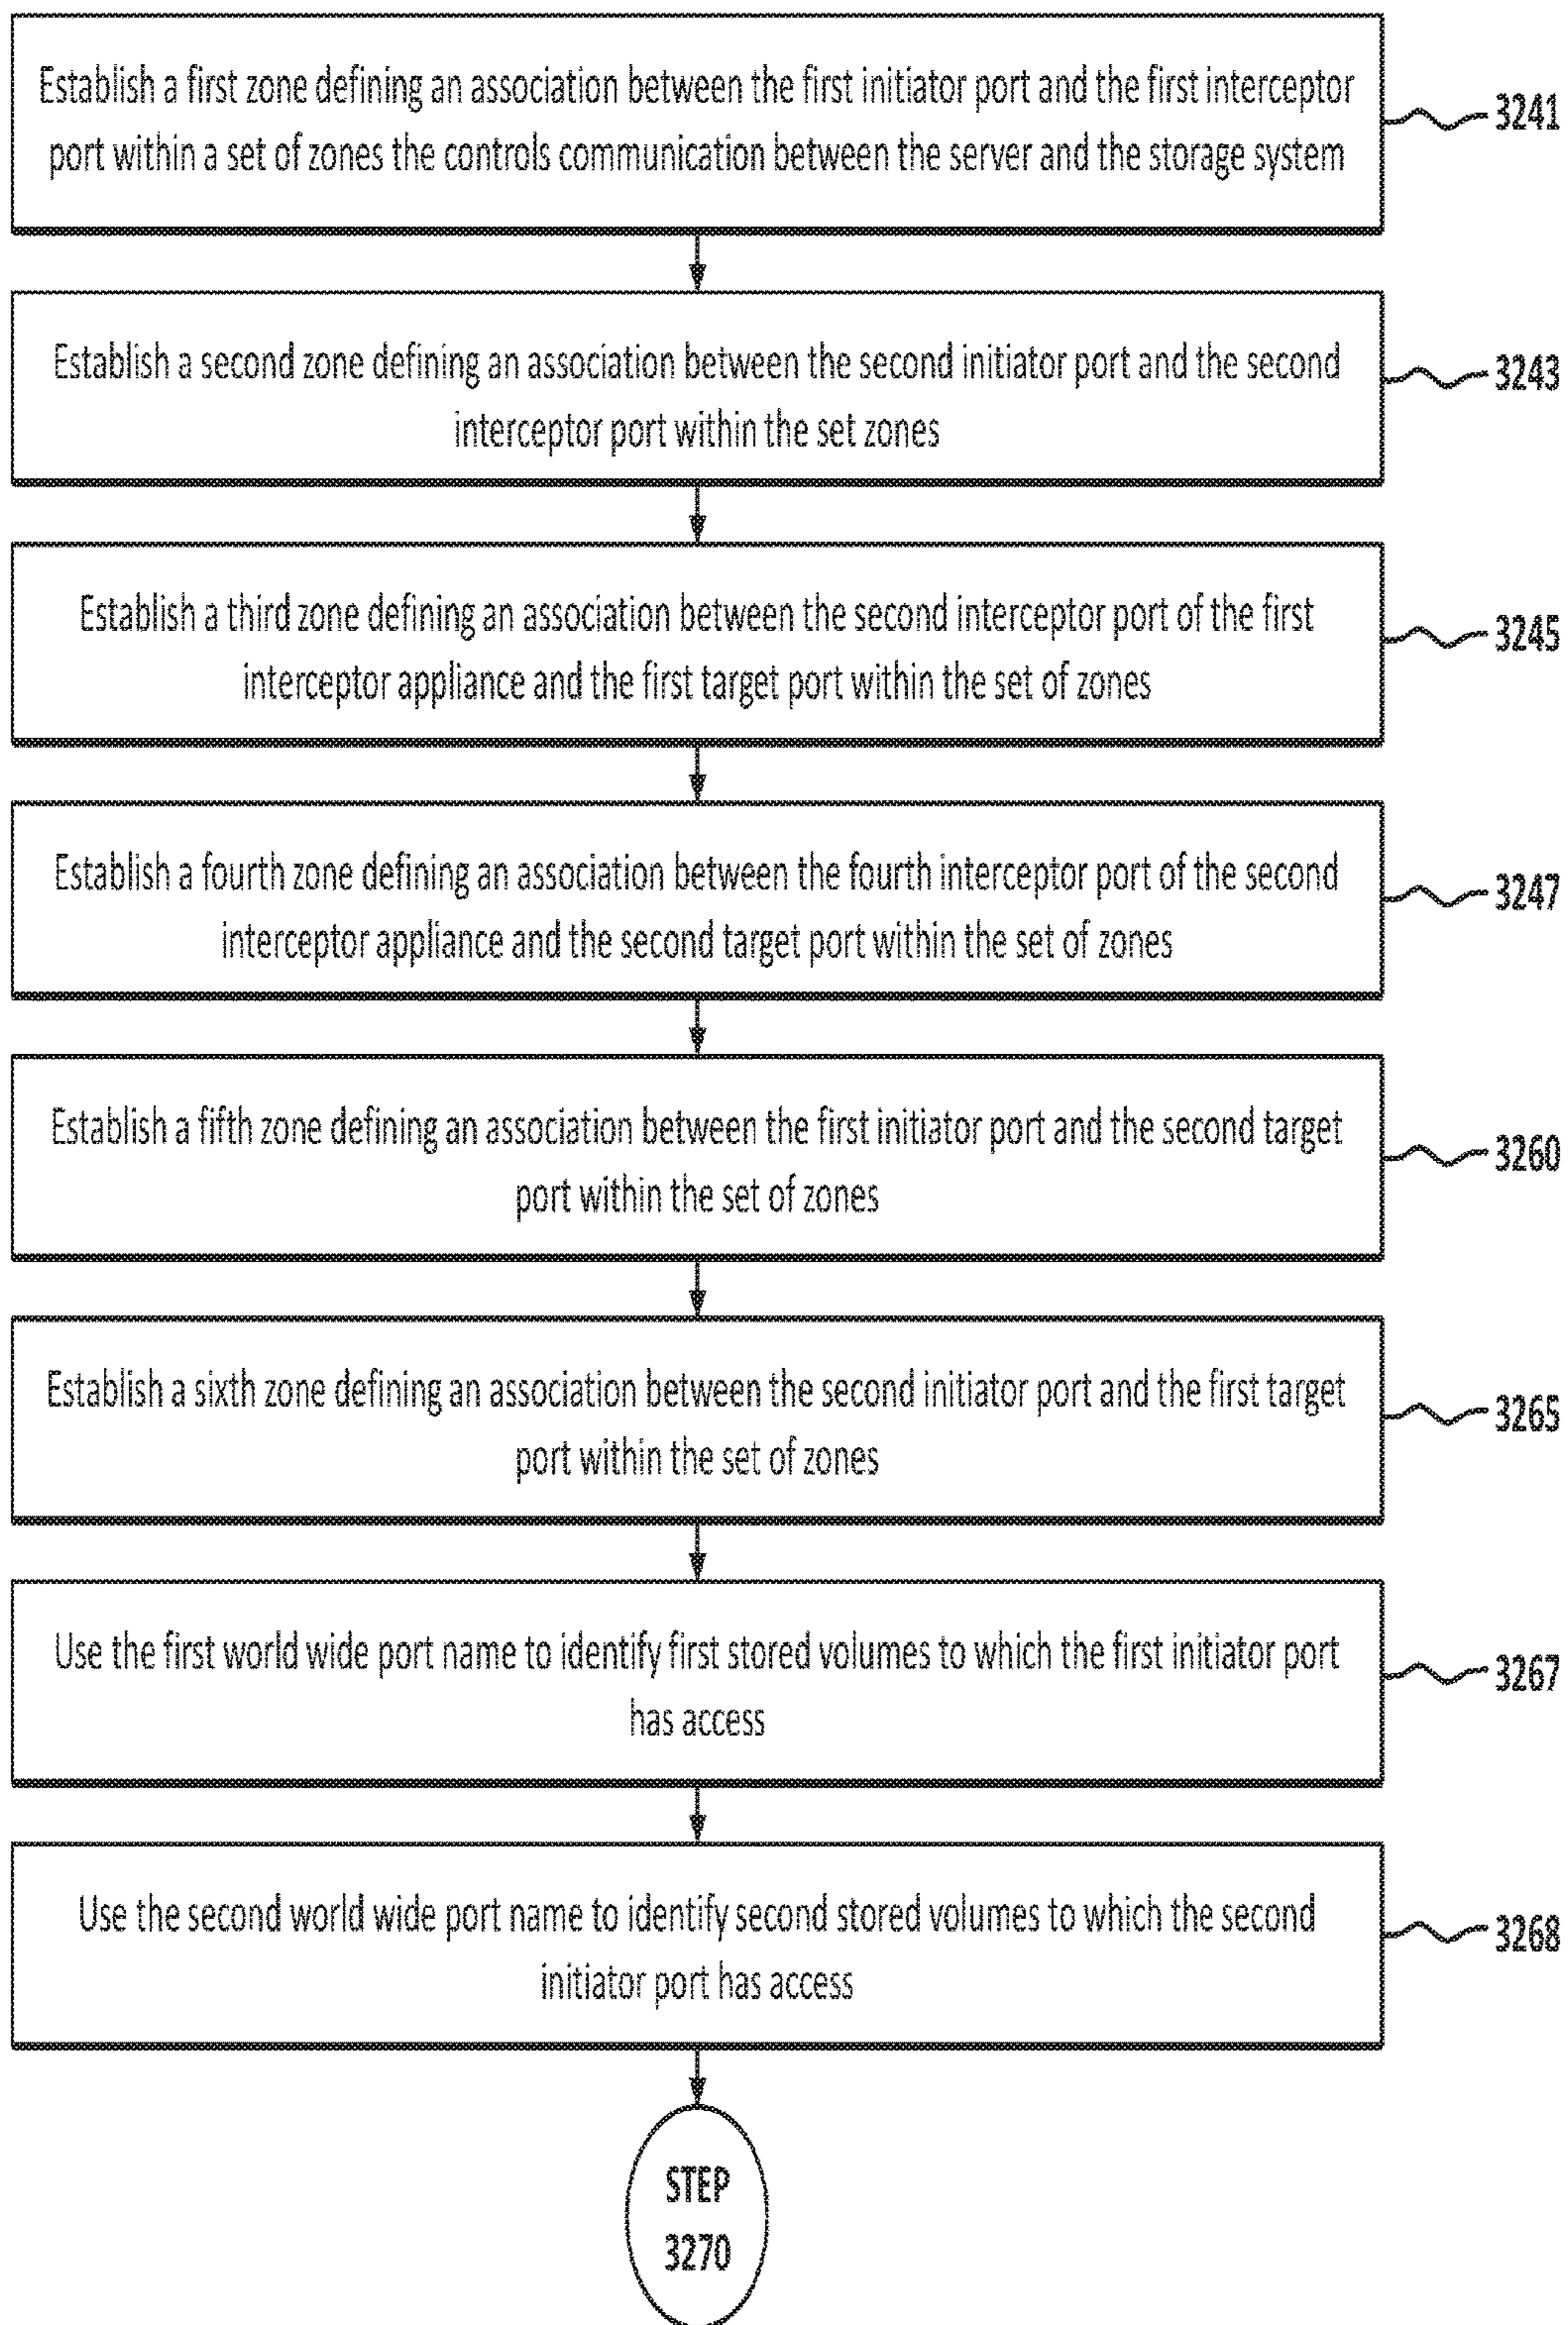 Establish a first zone defining an association between the first initiator port and the first interceptor
port within a set of zones the controls communication between the server and the storage system
3241
Establish a second zone defining an association between the second initiator port and the second
interceptor port within the set zones
3243
Establish a third zone defining an association between the second interceptor port of the first
interceptor appliance and the first target port within the set of zones
3245
Establish a fourth zone defining an association between the fourth interceptor port of the second
interceptor appliance and the second target port within the set of zones
3247
Establish a fifth zone defining an association between the first initiator port and the second target
port within the set of zones
3260
Establish a sixth zone defining an association between the second initiator port and the first target
port within the set of zones
3265
Use the first world wide port name to identify first stored volumes to which the first initiator port
has access
3267
Use the second world wide port name to identify second stored volumes to which the second
initiator port has access
3268
STEP
3270